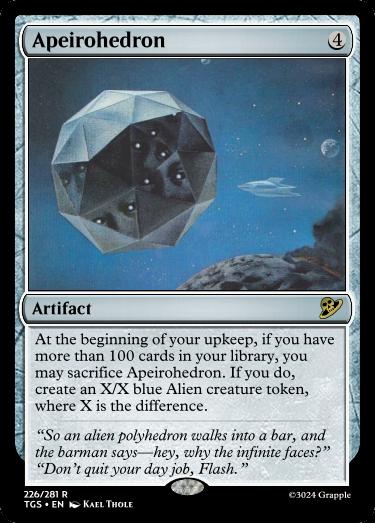 Apeirohedron
4
Artifact
At the beginning of your upkeep, if you have
more than 100 cards in your library, you
may sacrifice Apeirohedron. If you do,
create an X/X blue Alien creature token,
where X is the difference.
“So an alien polyhedron walks into a bar, and
the barman says—hey, why the infinite faces?”
“Don’t quit your day job, Flash.”
226/281 R
TGS • EN Kael Thole
©3024 Grapple